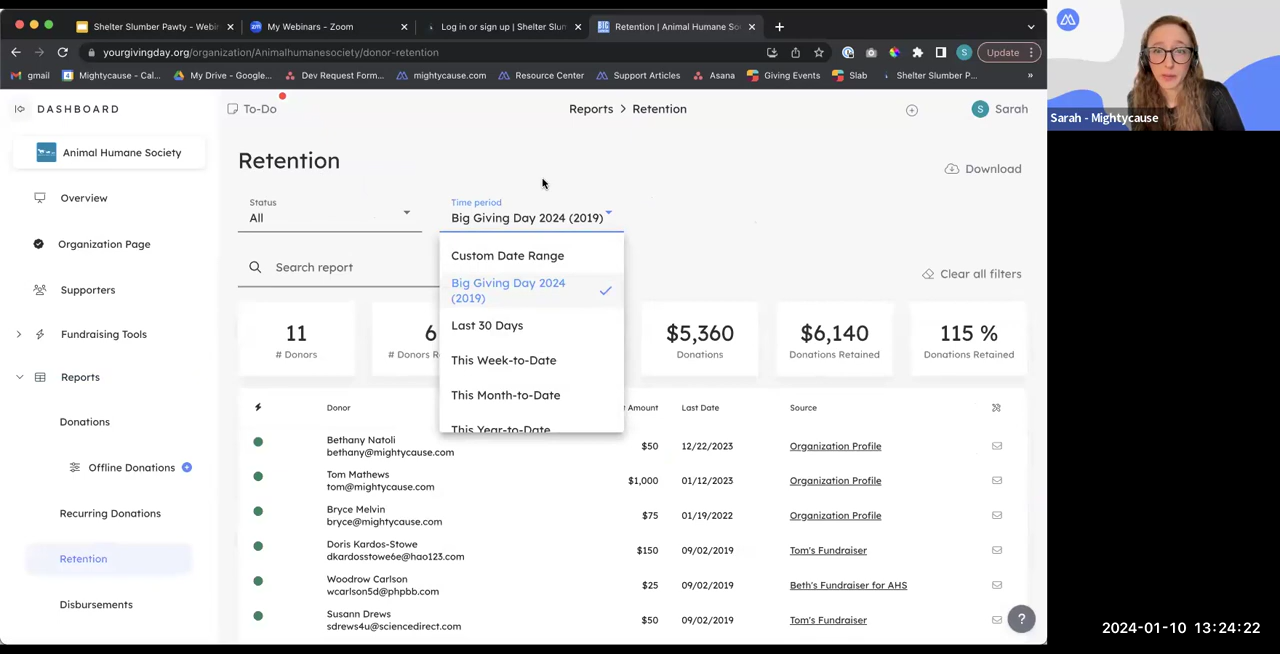 Shelter Slumber Pawty - Webin
My Webinars - Zoom
Log in or sign up | Shelter Slun
Retention | Animal Humane So
yourgivingday.org/organization/Animalhumanesociety/donor-retention
S
Update
gmail
Mightycause - Cal...
My Drive - Google...
Dev Request Form...
mightycause.com
Resource Center
Support Articles
Asana
Giving Events
Slab
Shelter Slumber P...
»
Sarah - Mightycause
DASHBOARD
To-Do
Reports > Retention
S Sarah
Animal Humane Society
Overview
Organization Page
Supporters
Fundraising Tools
Reports
Donations
Offline Donations
Recurring Donations
Retention
Disbursements
Retention
Download
Status
All
Time period
Big Giving Day 2024 (2019)
Custom Date Range
Big Giving Day 2024
(2019)
Last 30 Days
This Week-to-Date
This Month-to-Date
This Year-to-Date
Search report
Clear all filters
11
# Donors
6
# Donors R
$5,360
Donations
$6,140
Donations Retained
115 %
Donations Retained
Donor
t Amount
Last Date
Source
Bethany Natoli
bethany@mightycause.com
$50
12/22/2023
Organization Profile
Tom Mathews
tom@mightycause.com
$1,000
01/12/2023
Organization Profile
Bryce Melvin
bryce@mightycause.com
$75
01/19/2022
Organization Profile
Doris Kardos-Stowe
dkardosstowe6e@hao123.com
$150
09/02/2019
Tom's Fundraiser
Woodrow Carlson
wcarlson5d@phpbb.com
$25
09/02/2019
Beth's Fundraiser for AHS
Susann Drews
sdrews4u@sciencedirect.com
$50
09/02/2019
Tom's Fundraiser
?
2024-01-10 13:24:22